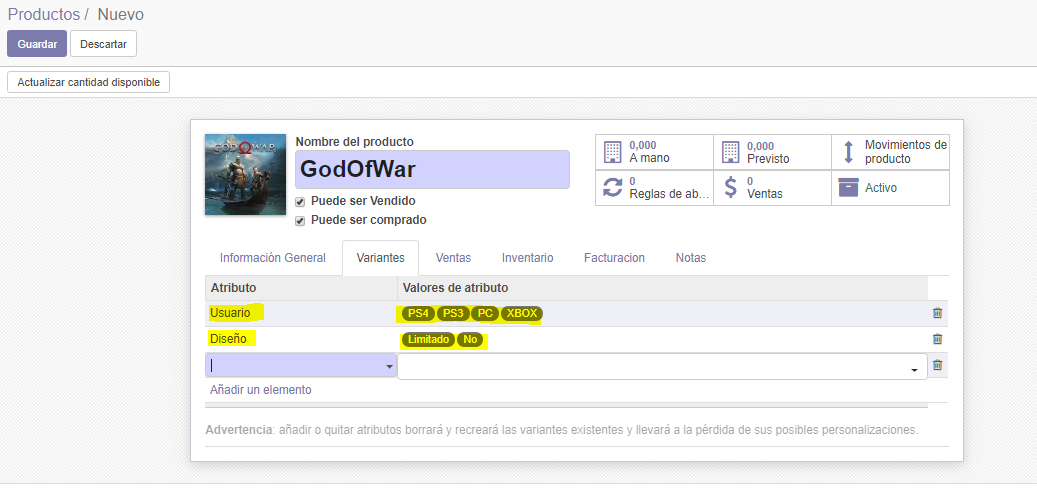 Productos / Nuevo
Guardar Descartar
Actualizar cantidad disponible
GOD OF WAR
Nombre del producto
GodOfWar
Puede ser Vendido
Puede ser comprado
0,000
A mano
0,000
Previsto
Movimientos de
producto
0
Reglas de ab...
0
Ventas
Activo
Información General Variantes Ventas Inventario Facturacion Notas
Atributo Valores de atributo
Usuario PS4 PS3 PC XBOX
Diseño Limitado No
Añadir un elemento
Advertencia: añadir o quitar atributos borrará y recreará las variantes existentes y llevará a la pérdida de sus posibles personalizaciones.